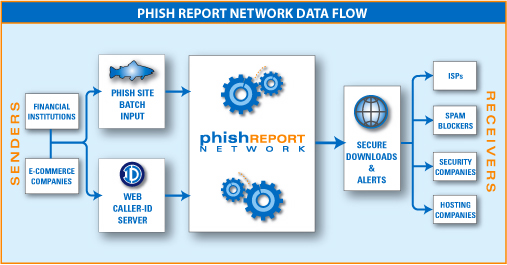 PHISH REPORT NETWORK DATA FLOW
SENDERS
FINANCIAL
INSTITUTIONS
E-COMMERCE
COMPANIES
PHISH SITE
BATCH
INPUT
ID
WEB
CALLER-ID
SERVER
phishREPORT
NETWORK
SECURE
DOWNLOADS
&
ALERTS
ISPs
SPAM
BLOCKERS
SECURITY
COMPANIES
HOSTING
COMPANIES
RECEIVERS